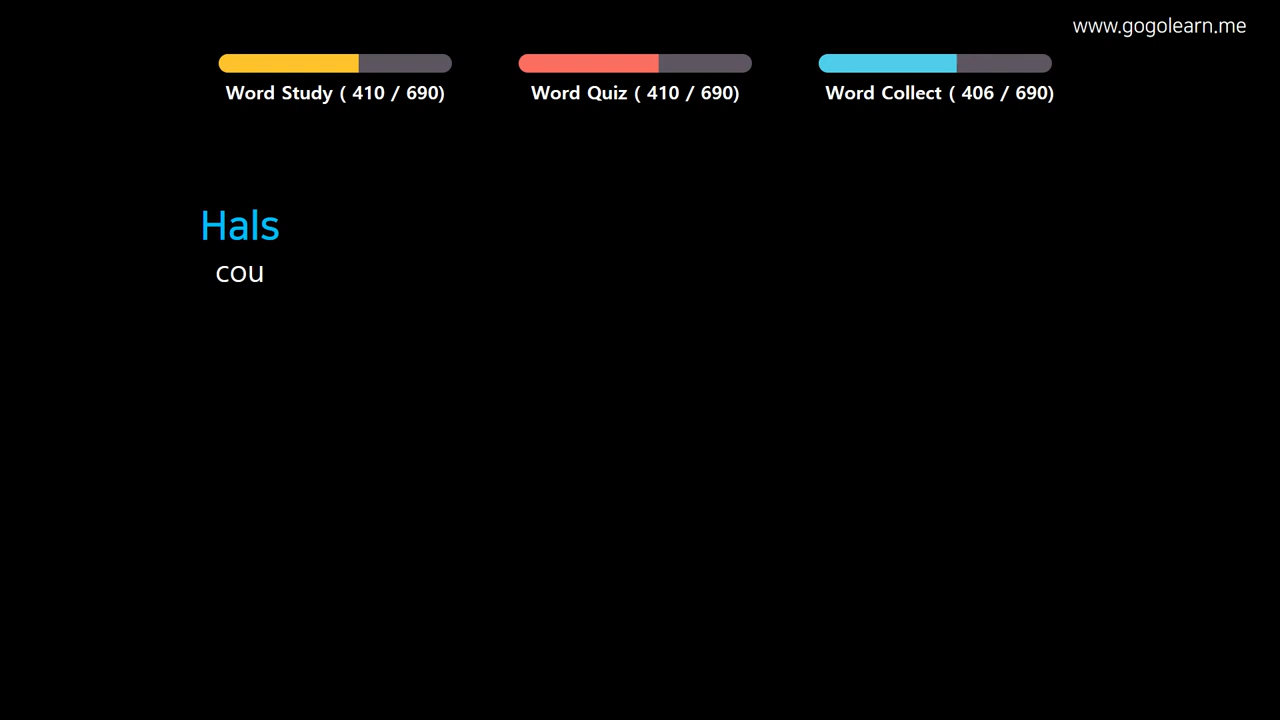 www.gogolearn.me
Word Study ( 410 / 690)
Word Quiz ( 410 / 690)
Word Collect ( 406 / 690)
Hals
cou